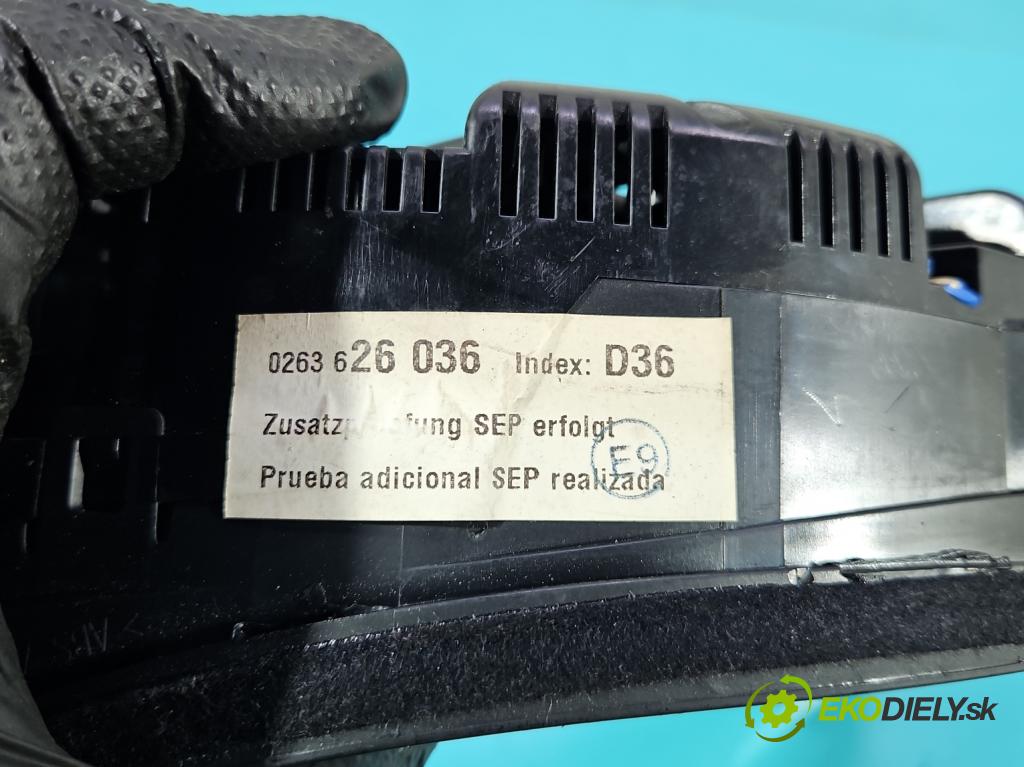 0263 626 036 Index: D36
Zusatzprüfung SEP erfolgt
E9
Prueba adicional SEP realizada
EKODIELY.sk